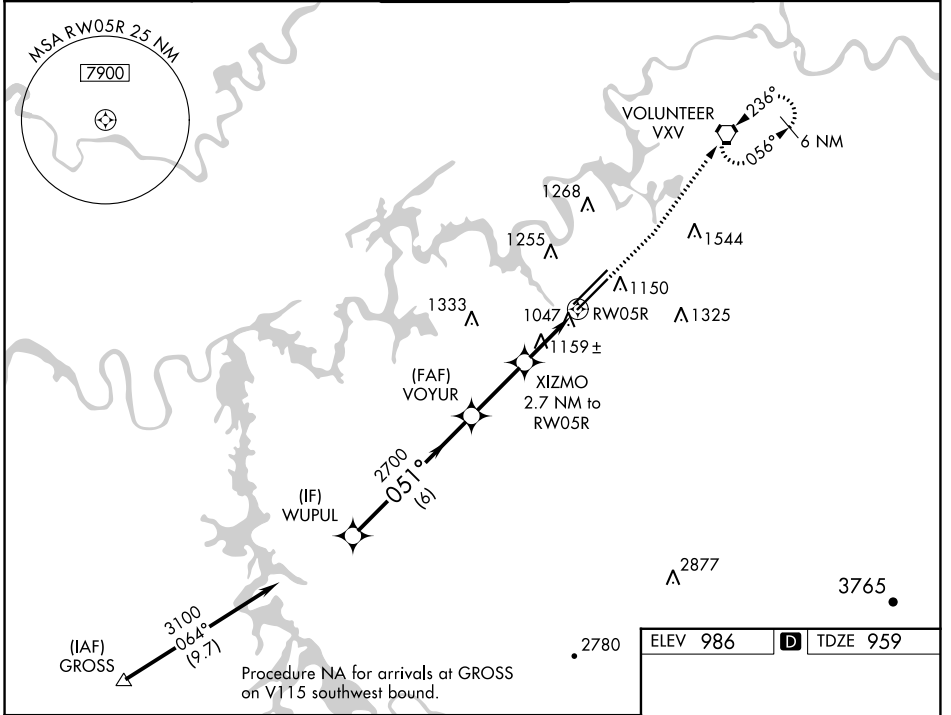 MSA RW05R 25 NM
7900
VOLUNTEER
VXV
236°
056°
6 NM
1268
1255
1544
1333
1047
1150
RW05R
1325
1159 ±
(FAF)
VOYUR
XIZMO
2.7 NM to
RW05R
2700
051°
(6)
(IF)
WUPUL
2877
3765
3100
064°
(9.7)
(IAF)
GROSS
2780
Procedure NA for arrivals at GROSS
on V115 southwest bound.
ELEV 986 D TDZE 959